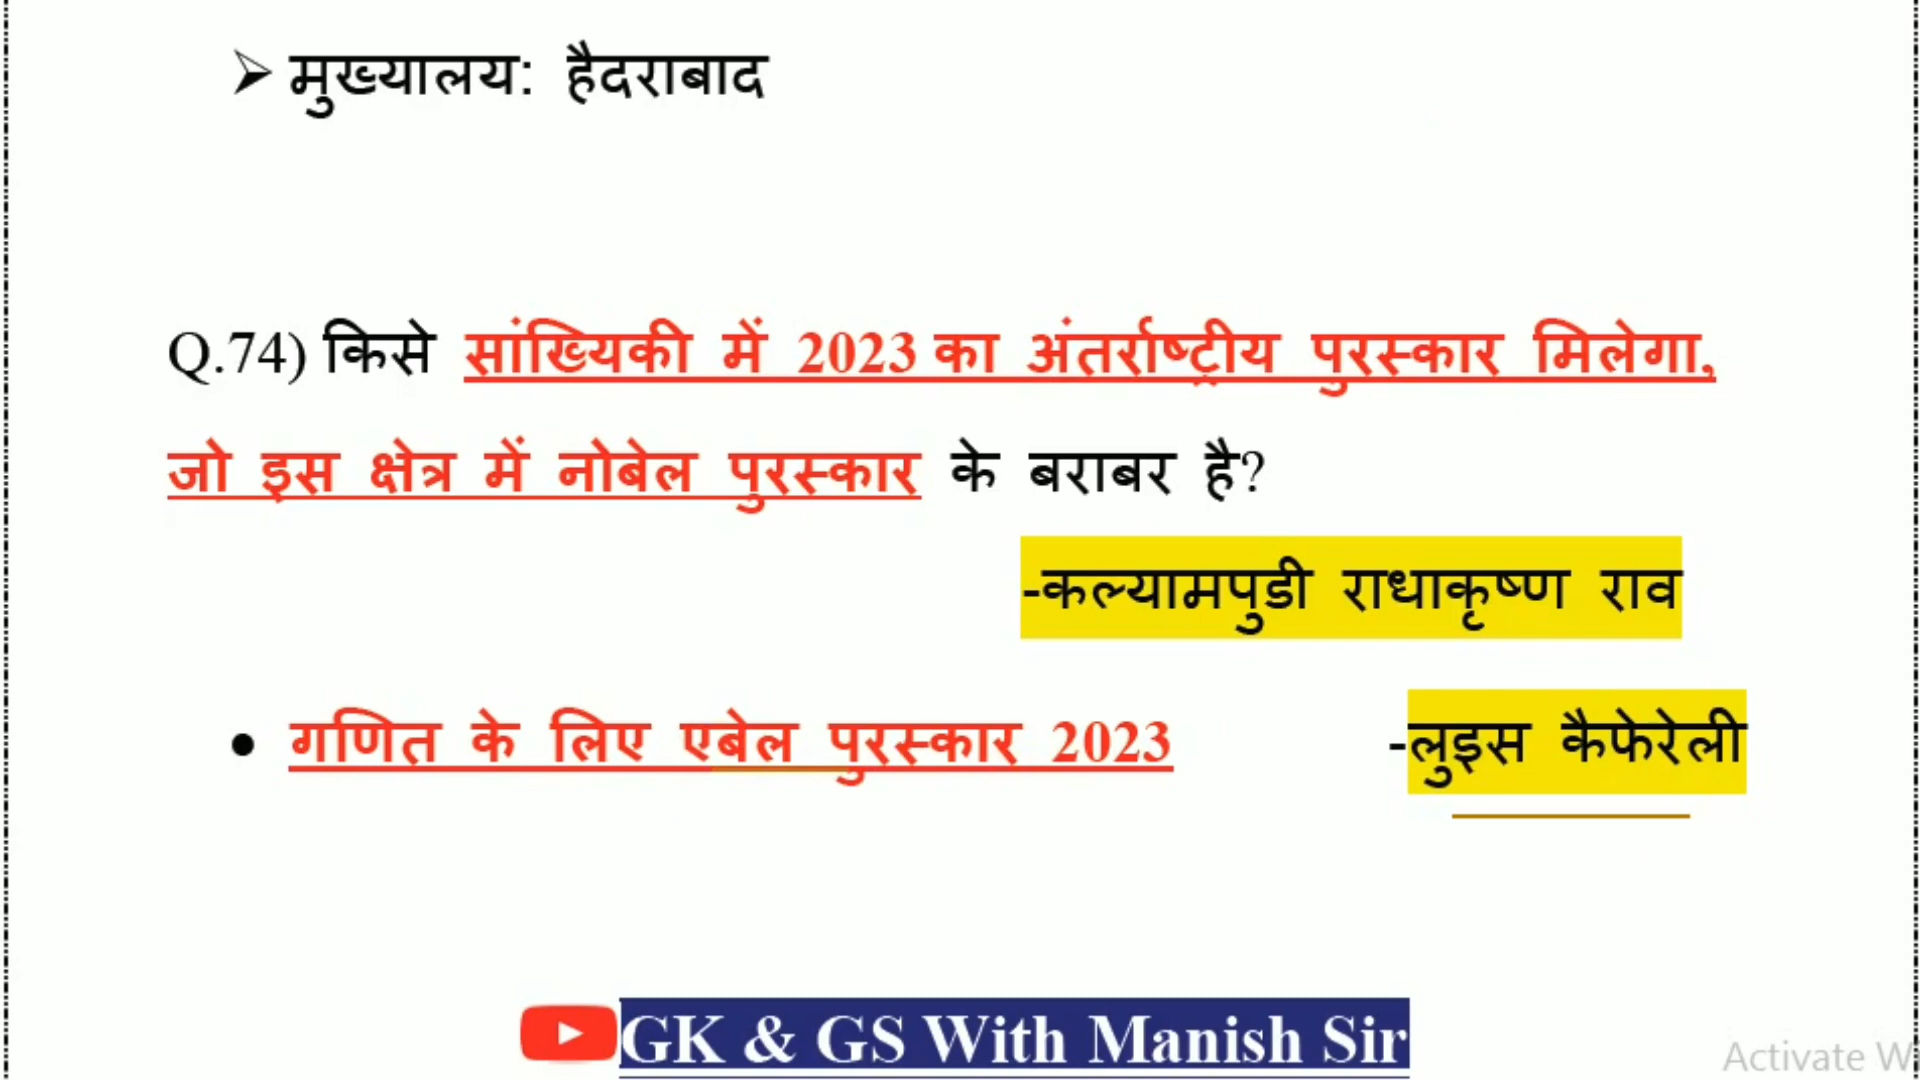 ➢ मुख्यालय: हैदराबाद
Q.74) किसे सांख्यिकी में 2023 का अंतर्राष्ट्रीय पुरस्कार मिलेगा,
जो इस क्षेत्र में नोबेल पुरस्कार के बराबर है?
-कल्यामपुडी राधाकृष्ण राव
• गणित के लिए एबेल पुरस्कार 2023 -लुइस कैफेरेली
GK & GS With Manish Sir
Activate W